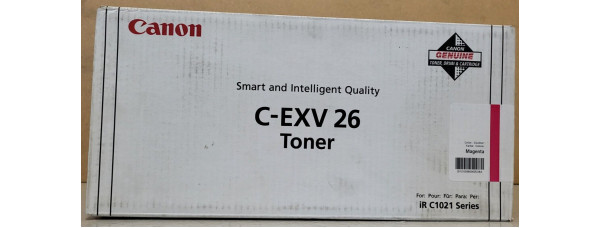 Canon
CANON
GENUINE
TONER, DRUM & CARTRIDGE
Smart and Intelligent Quality
C-EXV 26
Toner
Magenta
For: Pour: Für: Para: Per:
iR C1021 Series